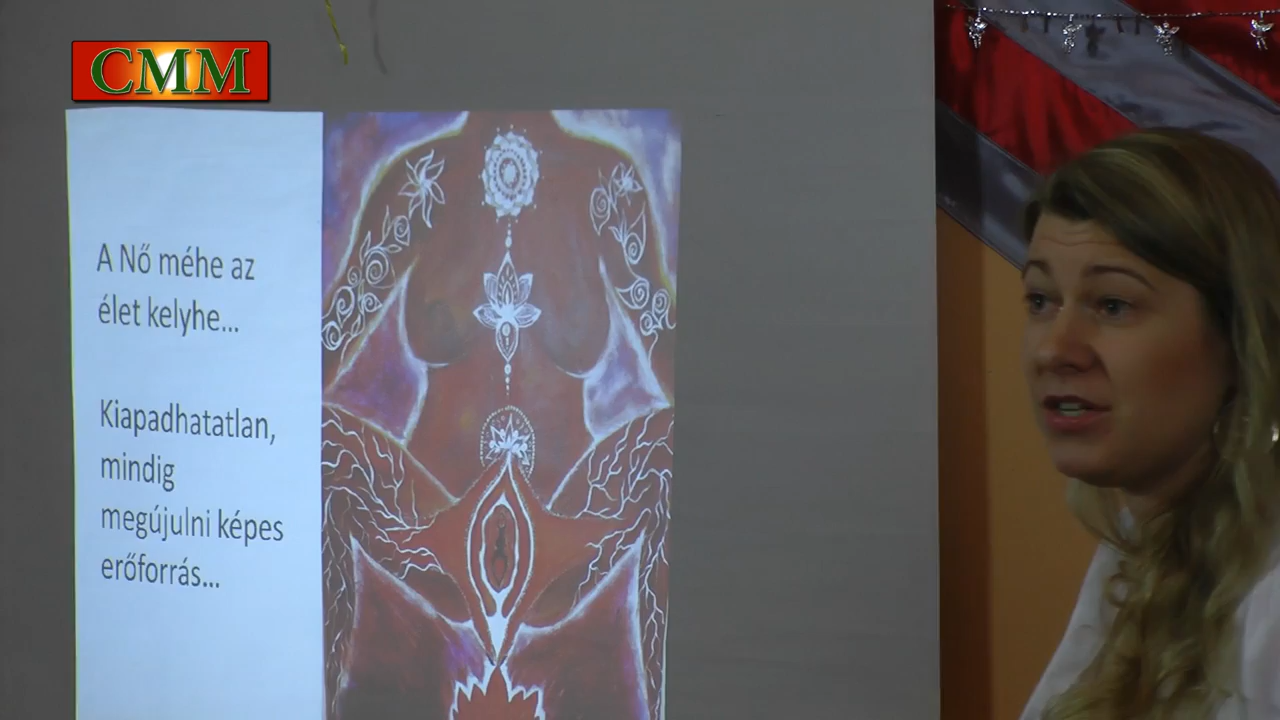 CMM
A Nő méhe az
élet kelyhe...
Kiapadhatatlan,
mindig
megújulni képes
erőforrás...